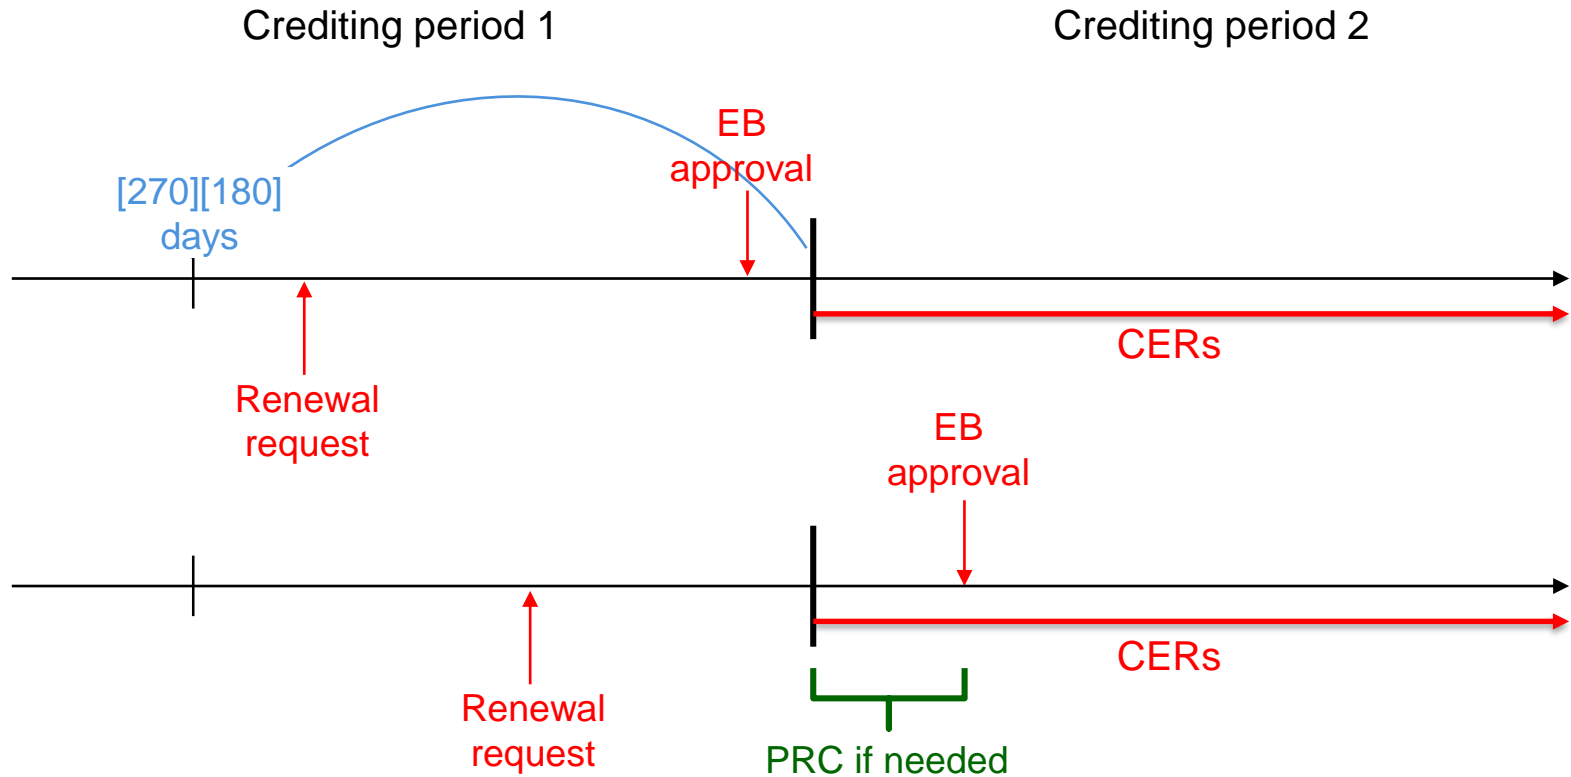 Crediting period 1
Crediting period 2
EB
approval
[270][180]
days
CERs
Renewal
request
EB
approval
CERs
Renewal
request
PRC if needed